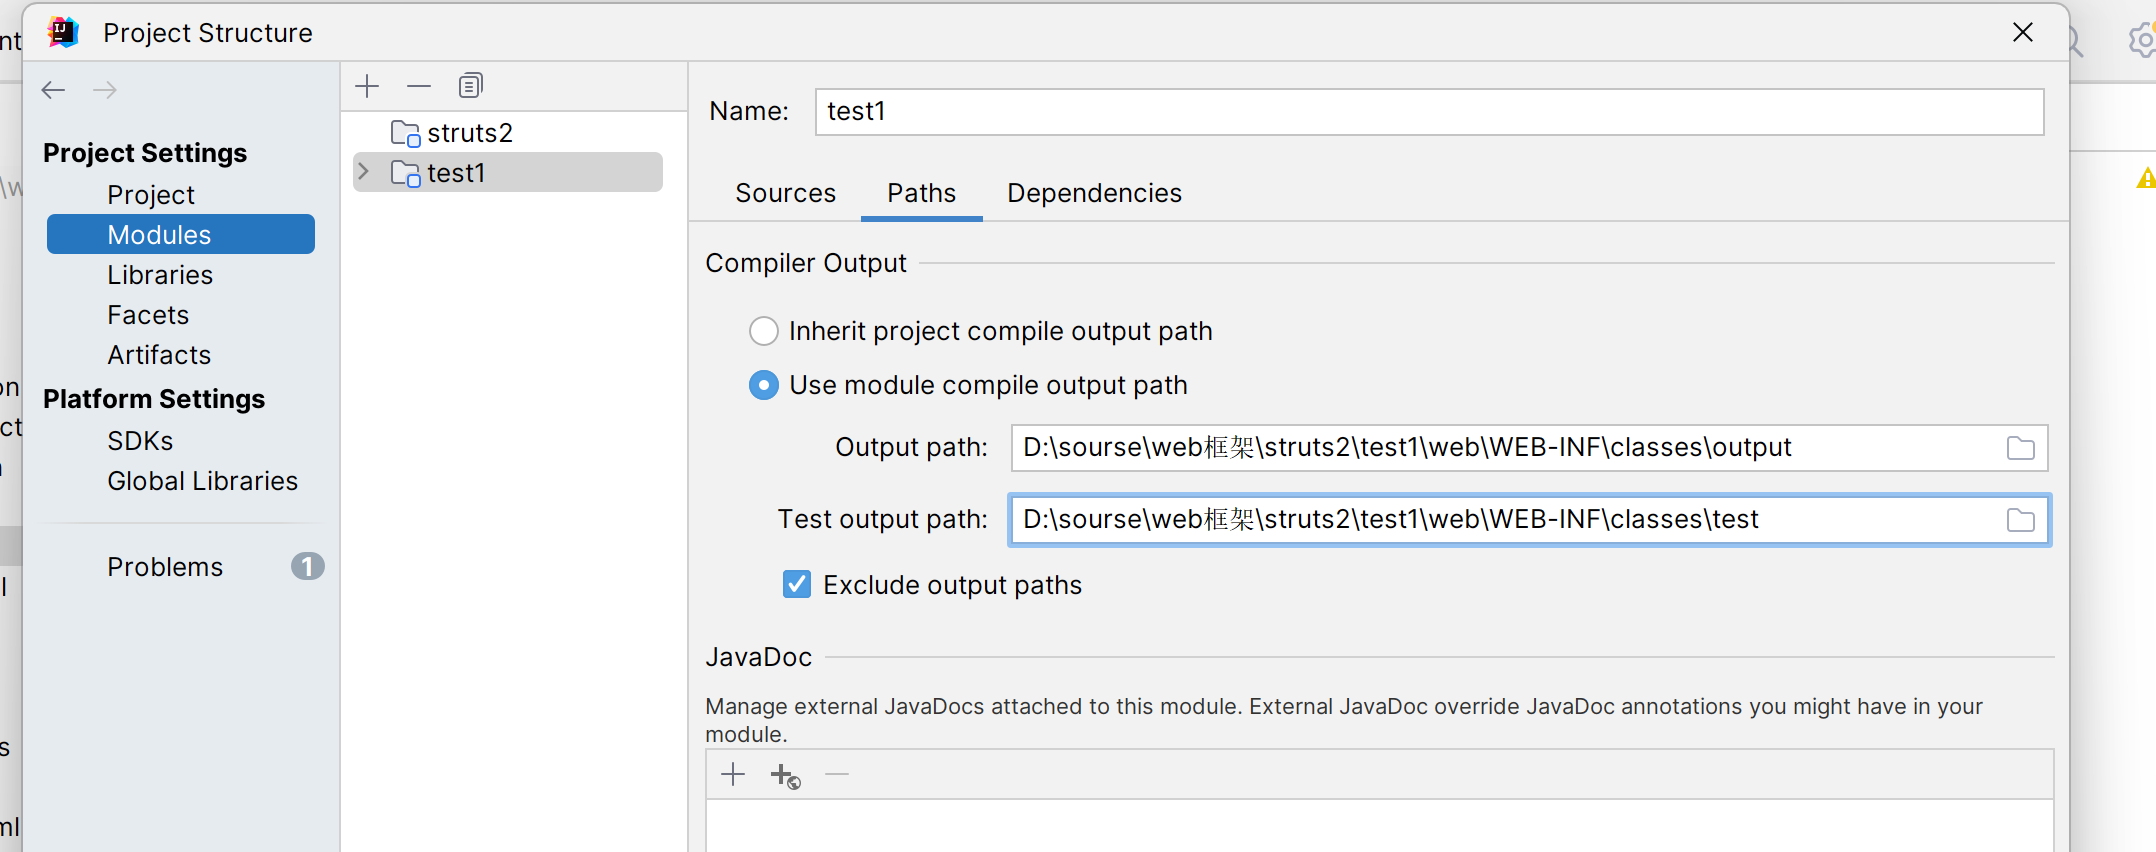 Project Structure
Project Settings
Project
Modules
Libraries
Facets
Artifacts
Platform Settings
SDKs
Global Libraries
Problems 1
struts2
test1
Name: test1
Sources Paths Dependencies
Compiler Output
Inherit project compile output path
Use module compile output path
Output path: D:\sourse\web框架\struts2\test1\web\WEB-INF\classes\output
Test output path: D:\sourse\web框架\struts2\test1\web\WEB-INF\classes\test
Exclude output paths
JavaDoc
Manage external JavaDocs attached to this module. External JavaDoc override JavaDoc annotations you might have in your
module.